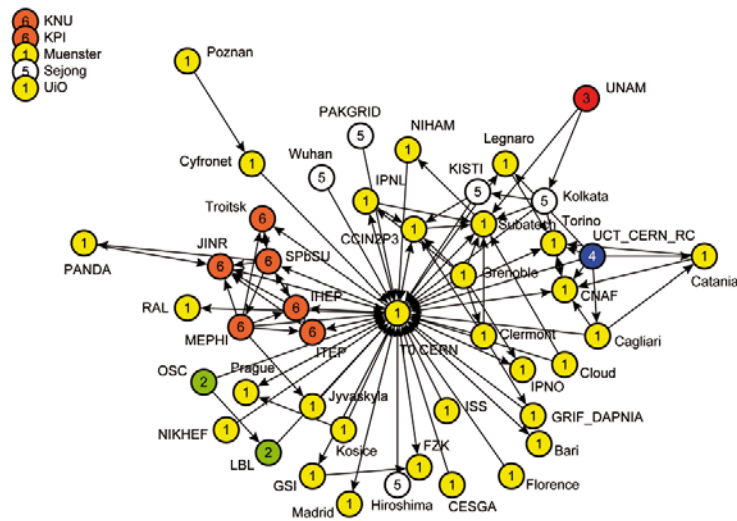 6 KNU
6 KPI
1 Muenster
5 Sejong
1 UiO
1 Poznan
3 UNAM
PAKGRID
5
NIHAM
1
Legnaro
1
Cyfronet
1
Wuhan
5
IPNL
1
KISTI
5
Kolkata
5
Troitsk
6
CCIN2P3
1
Subatech
1
Torino
1
UCT_CERN_RC
4
PANDA
1
JINR
6
SPbSU
6
Grenoble
1
CNAF
1
Catania
1
RAL
1
IHEP
6
T0.CERN
1
MEPHI
6
ITEP
6
Clermont
1
Cagliari
1
OSC
2
Prague
1
IPNO
1
Cloud
1
Jyvaskyla
1
ISS
1
GRIF_DAPNIA
1
NIKHEF
1
Kosice
1
LBL
2
FZK
1
Bari
1
GSI
1
Hiroshima
5
CESGA
1
Florence
1
Madrid
1